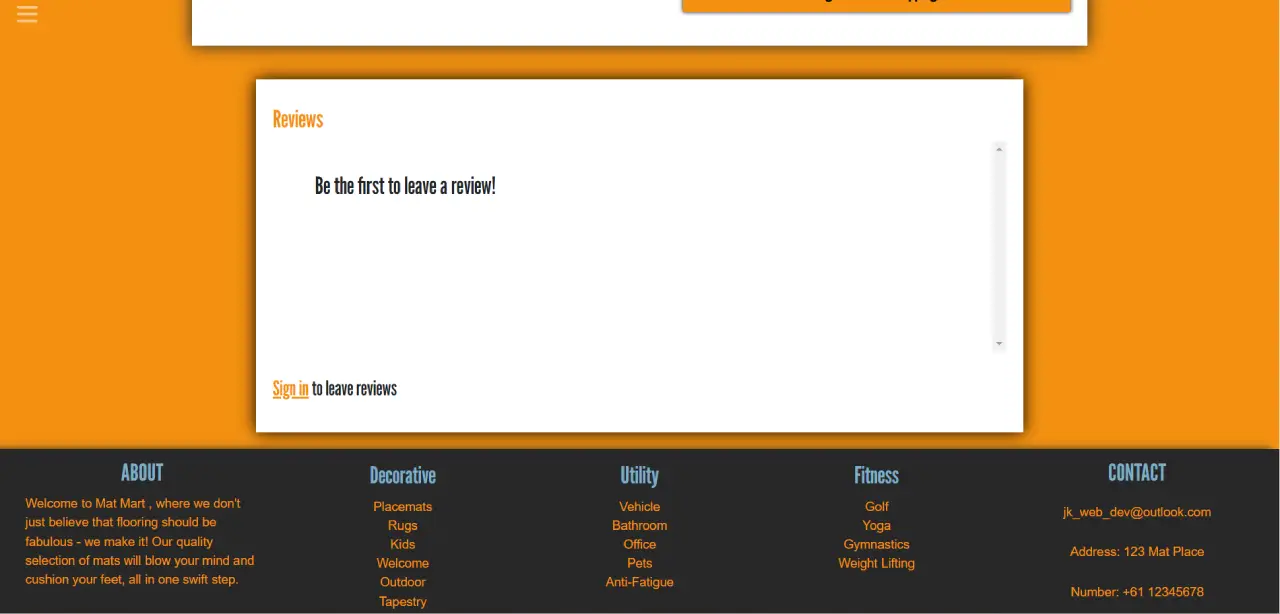 Reviews
Be the first to leave a review!
Sign in to leave reviews
ABOUT
Welcome to Mat Mart , where we don't
just believe that flooring should be
fabulous - we make it! Our quality
selection of mats will blow your mind and
cushion your feet, all in one swift step.
Decorative
Placemats
Rugs
Kids
Welcome
Outdoor
Tapestry
Utility
Vehicle
Bathroom
Office
Pets
Anti-Fatigue
Fitness
Golf
Yoga
Gymnastics
Weight Lifting
CONTACT
jk_web_dev@outlook.com
Address: 123 Mat Place
Number: +61 12345678